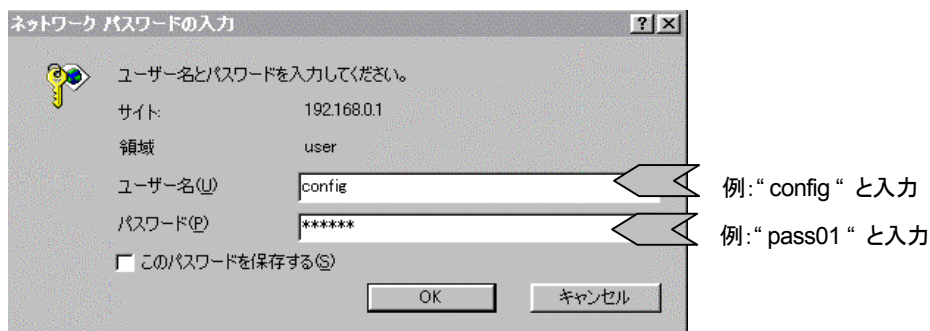 ネットワーク パスワードの入力
ユーザー名とパスワードを入力してください。
サイト: 192.168.0.1
領域 user
ユーザー名(U) config 例:“ config “ と入力
パスワード(P) ****** 例:“ pass01 “ と入力
このパスワードを保存する(S)
OK キャンセル